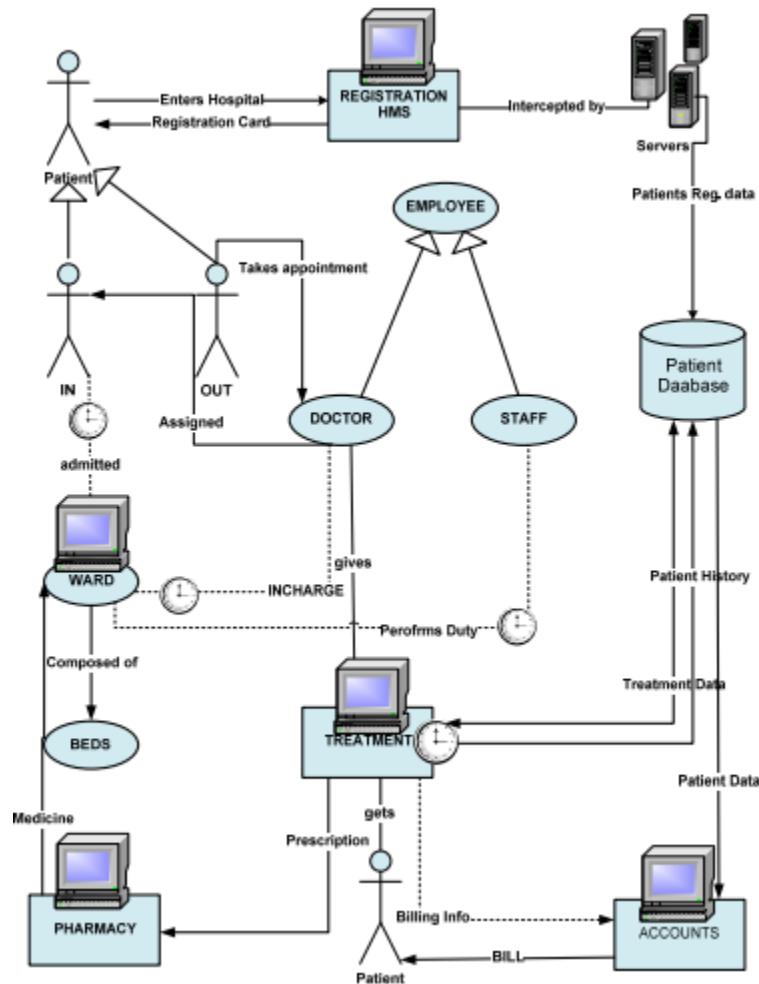 Enters Hospital
REGISTRATION
HMS
Intercepted by
Registration Card
Servers
Patient
Patients Reg. data
EMPLOYEE
Takes appointment
IN
OUT
Patient
Daabase
Assigned
DOCTOR
STAFF
admitted
gives
WARD
INCHARGE
Patient History
Perofrms Duty
Composed of
Treatment Data
BEDS
TREATMENT
Patient Data
Medicine
gets
Prescription
Billing Info
PHARMACY
ACCOUNTS
BILL
Patient